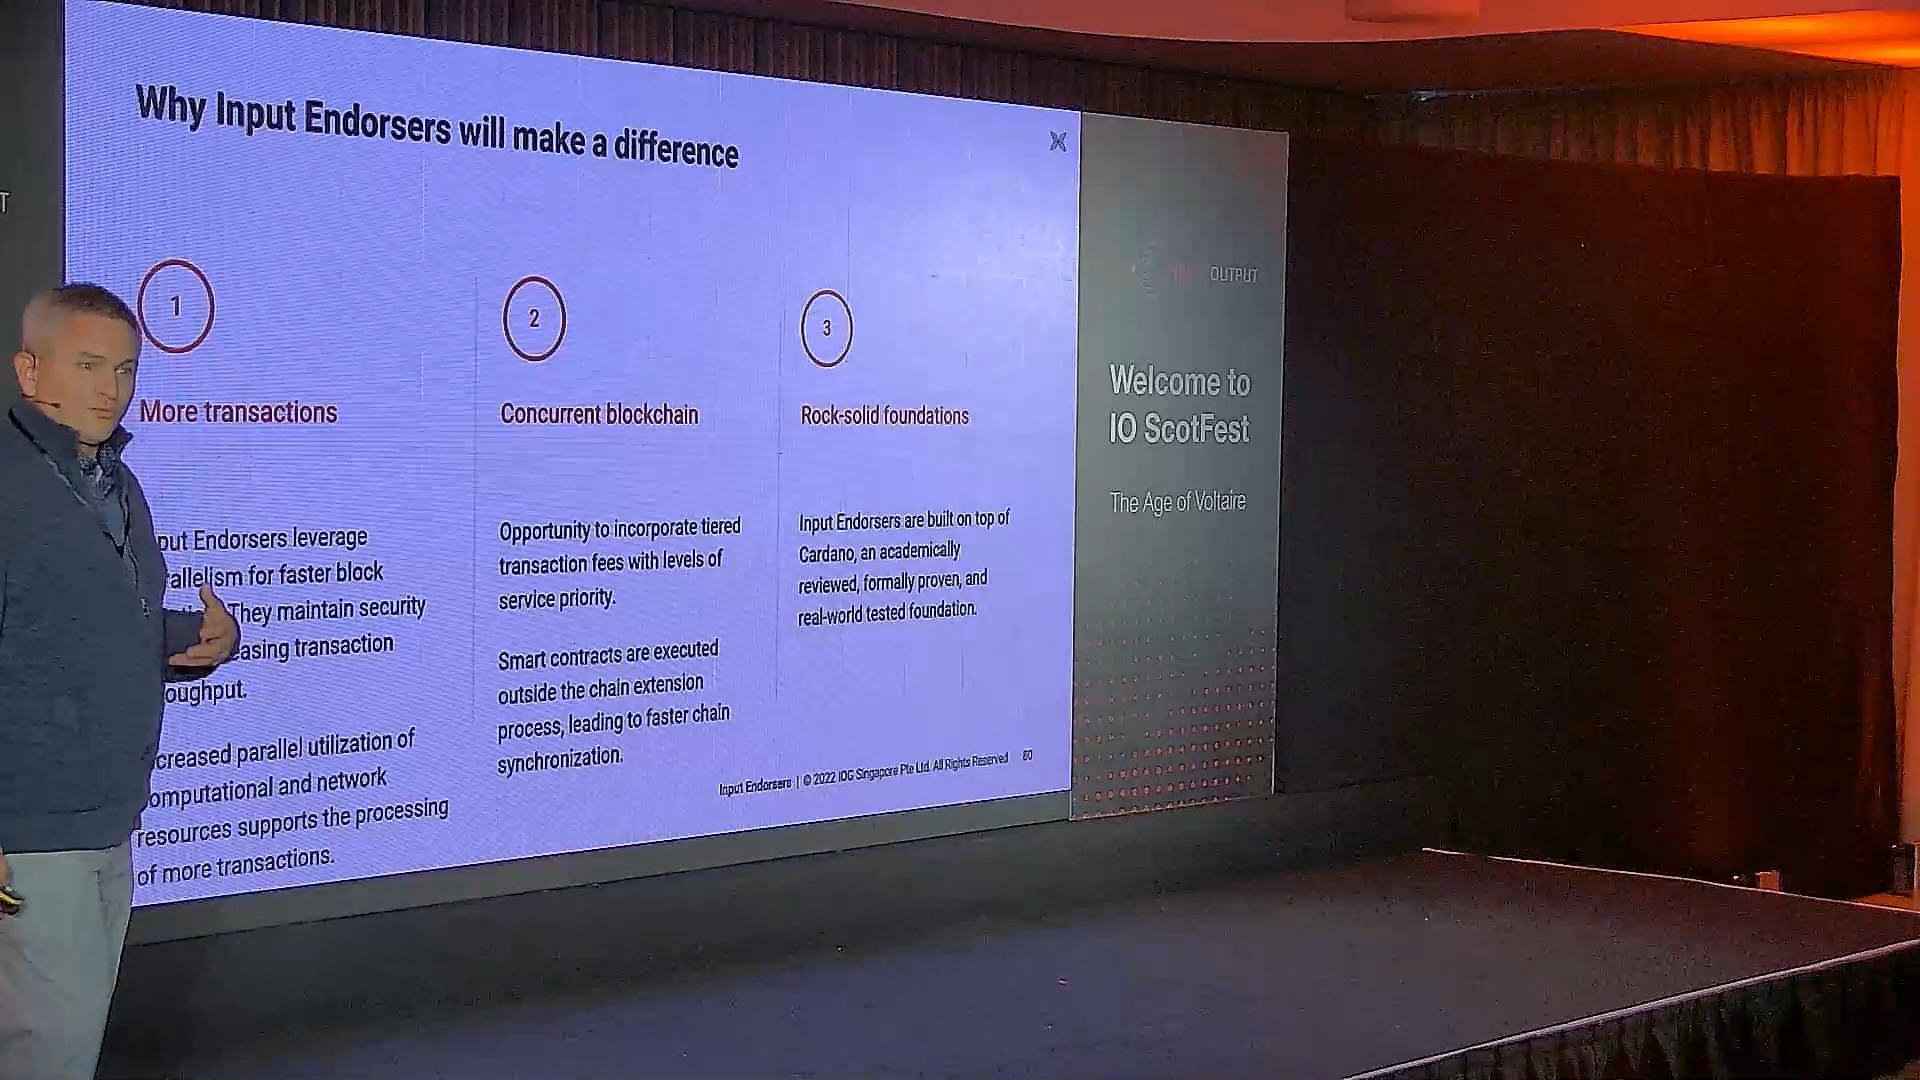 Why Input Endorsers will make a difference
1
More transactions
put Endorsers leverage
allelism for faster block
They maintain security
easing transaction
oughput.
creased parallel utilization of
omputational and network
resources supports the processing
of more transactions.
2
Concurrent blockchain
Opportunity to incorporate tiered
transaction fees with levels of
service priority.
Smart contracts are executed
outside the chain extension
process, leading to faster chain
synchronization.
3
Rock-solid foundations
Input Endorsers are built on top of
Cardano, an academically
reviewed, formally proven, and
real-world tested foundation.
Input Endorsers | © 2022 IOG Singapore Pte Ltd. All Rights Reserved 60
OUTPUT
Welcome to
IO ScotFest
The Age of Voltaire
T